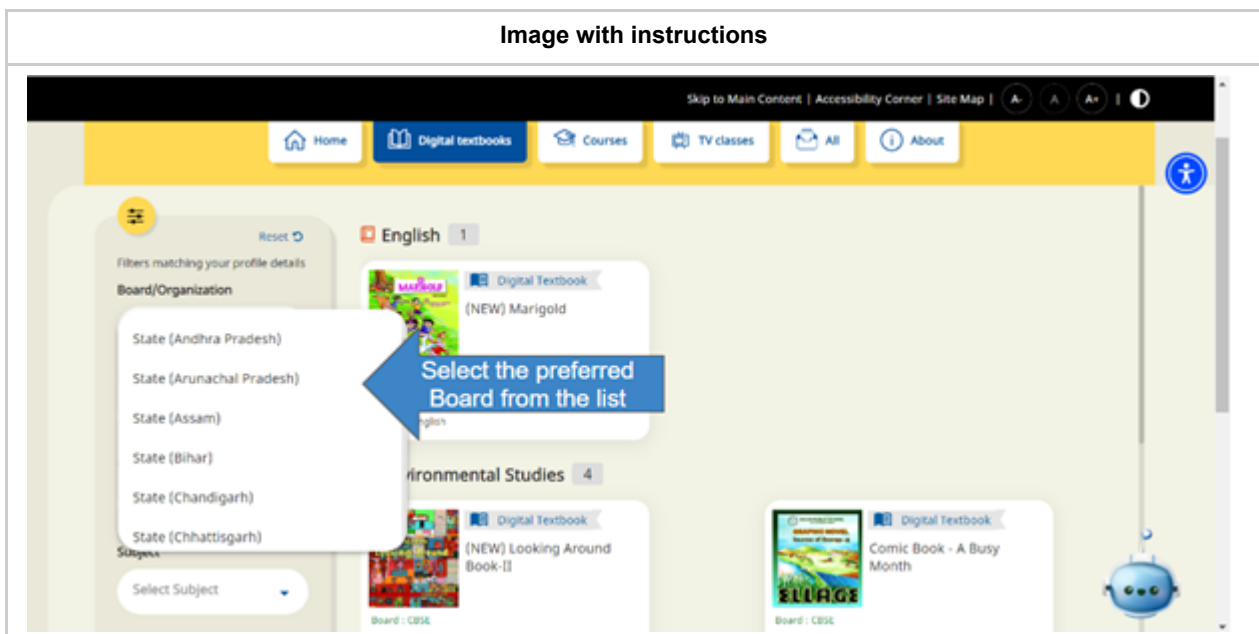 Image with instructions
Skip to Main Content | Accessibility Corner | Site Map | A- A A+ |
Home
Digital textbooks
Courses
TV classes
All
About
Reset
Filters matching your profile details
Board/Organization
State (Andhra Pradesh)
State (Arunachal Pradesh)
State (Assam)
State (Bihar)
State (Chandigarh)
State (Chhattisgarh)
Subject
Select Subject
English 1
MARIGOLD
Digital Textbook
(NEW) Marigold
Select the preferred
Board from the list
nglish
vironmental Studies 4
Digital Textbook
(NEW) Looking Around
Book-II
Board : CBSE
Digital Textbook
Comic Book - A Busy
Month
Board : CBSE